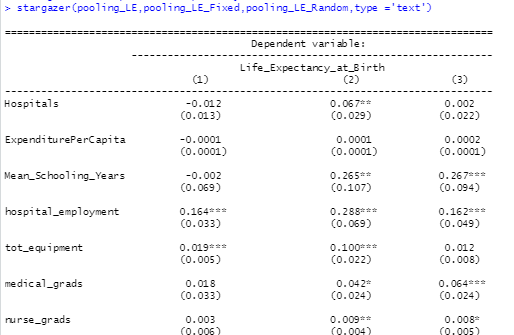 > stargazer(pooling_LE,pooling_LE_Fixed,pooling_LE_Random,type ='text')
Dependent variable:
Life_Expectancy_at_Birth
(1) (2) (3)
Hospitals -0.012 0.067** 0.002
(0.013) (0.029) (0.022)
ExpenditurePerCapita -0.0001 0.0001 0.0002
(0.0001) (0.0001) (0.0001)
Mean_Schooling_Years -0.002 0.265** 0.267***
(0.069) (0.107) (0.094)
hospital_employment 0.164*** 0.288*** 0.162***
(0.033) (0.069) (0.049)
tot_equipment 0.019*** 0.100*** 0.012
(0.005) (0.022) (0.008)
medical_grads 0.018 0.042* 0.064***
(0.033) (0.024) (0.024)
nurse_grads 0.003 0.009** 0.008*
(0.006) (0.004) (0.005)